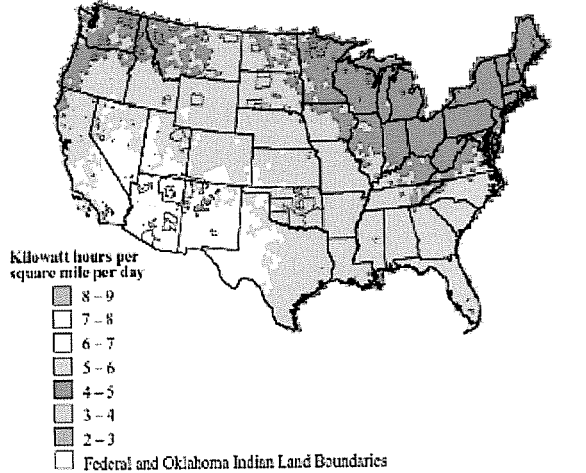 Kilowatt hours per
square mile per day
8 – 9
7 – 8
6 – 7
5 – 6
4 – 5
3 – 4
2 – 3
Federal and Oklahoma Indian Land Boundaries